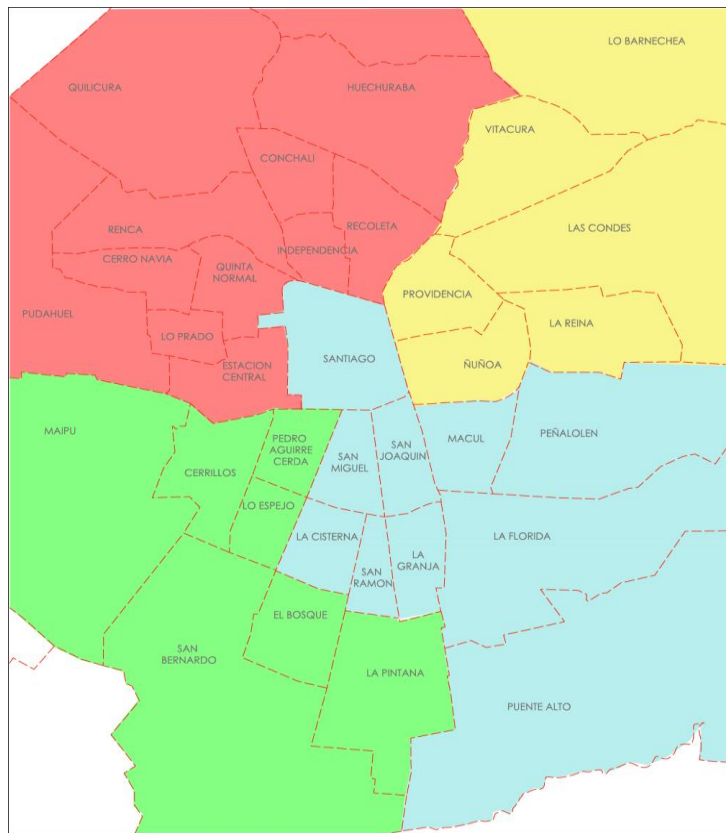 LO BARNECHEA
QUILICURA
HUECHURABA
VITACURA
CONCHALI
RENCA
RECOLETA
LAS CONDES
INDEPENDENCIA
CERRO NAVIA
QUINTA
NORMAL
PROVIDENCIA
PUDAHUEL
LO PRADO
LA REINA
SANTIAGO
ÑUÑOA
ESTACION
CENTRAL
MAIPU
PEDRO
AGUIRRE
CERDA
SAN
MIGUEL
SAN
JOAQUIN
MACUL
PEÑALOLEN
CERRILLOS
LO ESPEJO
LA CISTERNA
SAN
RAMON
LA
GRANJA
LA FLORIDA
EL BOSQUE
SAN
BERNARDO
LA PINTANA
PUENTE ALTO